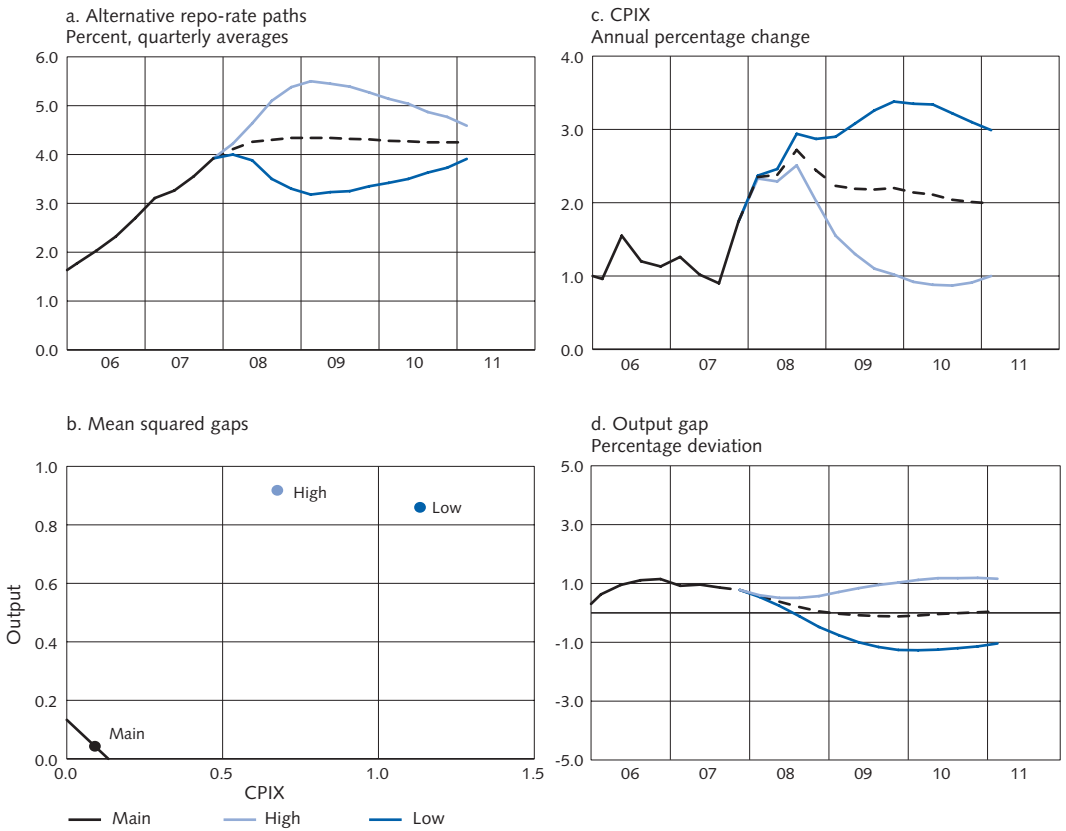 a. Alternative repo-rate paths
Percent, quarterly averages
6.0
5.0
4.0
3.0
2.0
1.0
0.0
06 07 08 09 10 11
c. CPIX
Annual percentage change
4.0
3.0
2.0
1.0
0.0
06 07 08 09 10 11
b. Mean squared gaps
1.0
0.8
0.6
0.4
0.2
0.0
Output
High
Low
Main
0.0 0.5 1.0 1.5
CPIX
d. Output gap
Percentage deviation
5.0
3.0
1.0
-1.0
-3.0
-5.0
06 07 08 09 10 11
Main High Low